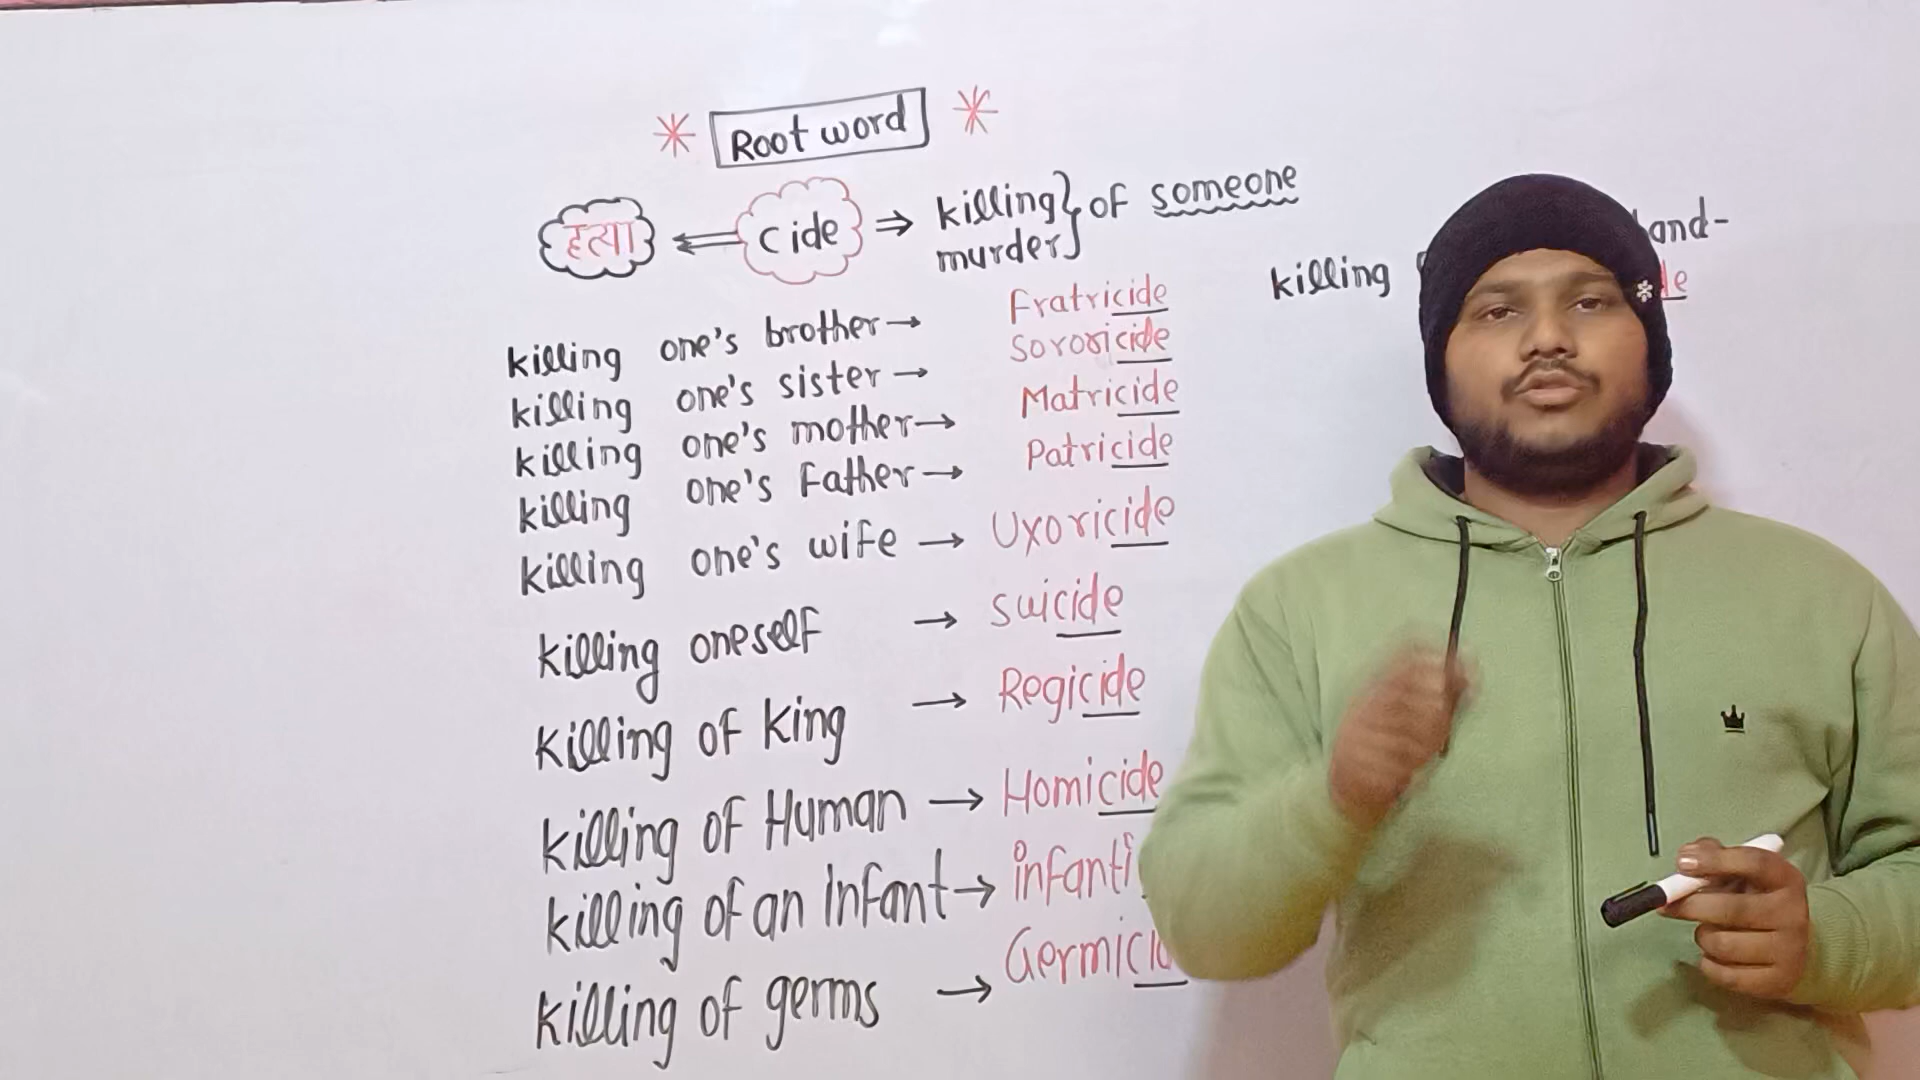 * Root word *
हत्या ⇐ cide ⇒ killing murder } of someone
killing one's brother → Fratricide
killing one's sister → Sororicide
killing one's mother → Matricide
killing one's Father → Patricide
killing one's wife → Uxoricide
killing oneself → Suicide
killing of king → Regicide
killing of Human → Homicide
killing of an infant → infanti
killing of germs → Germici
killing and-
de